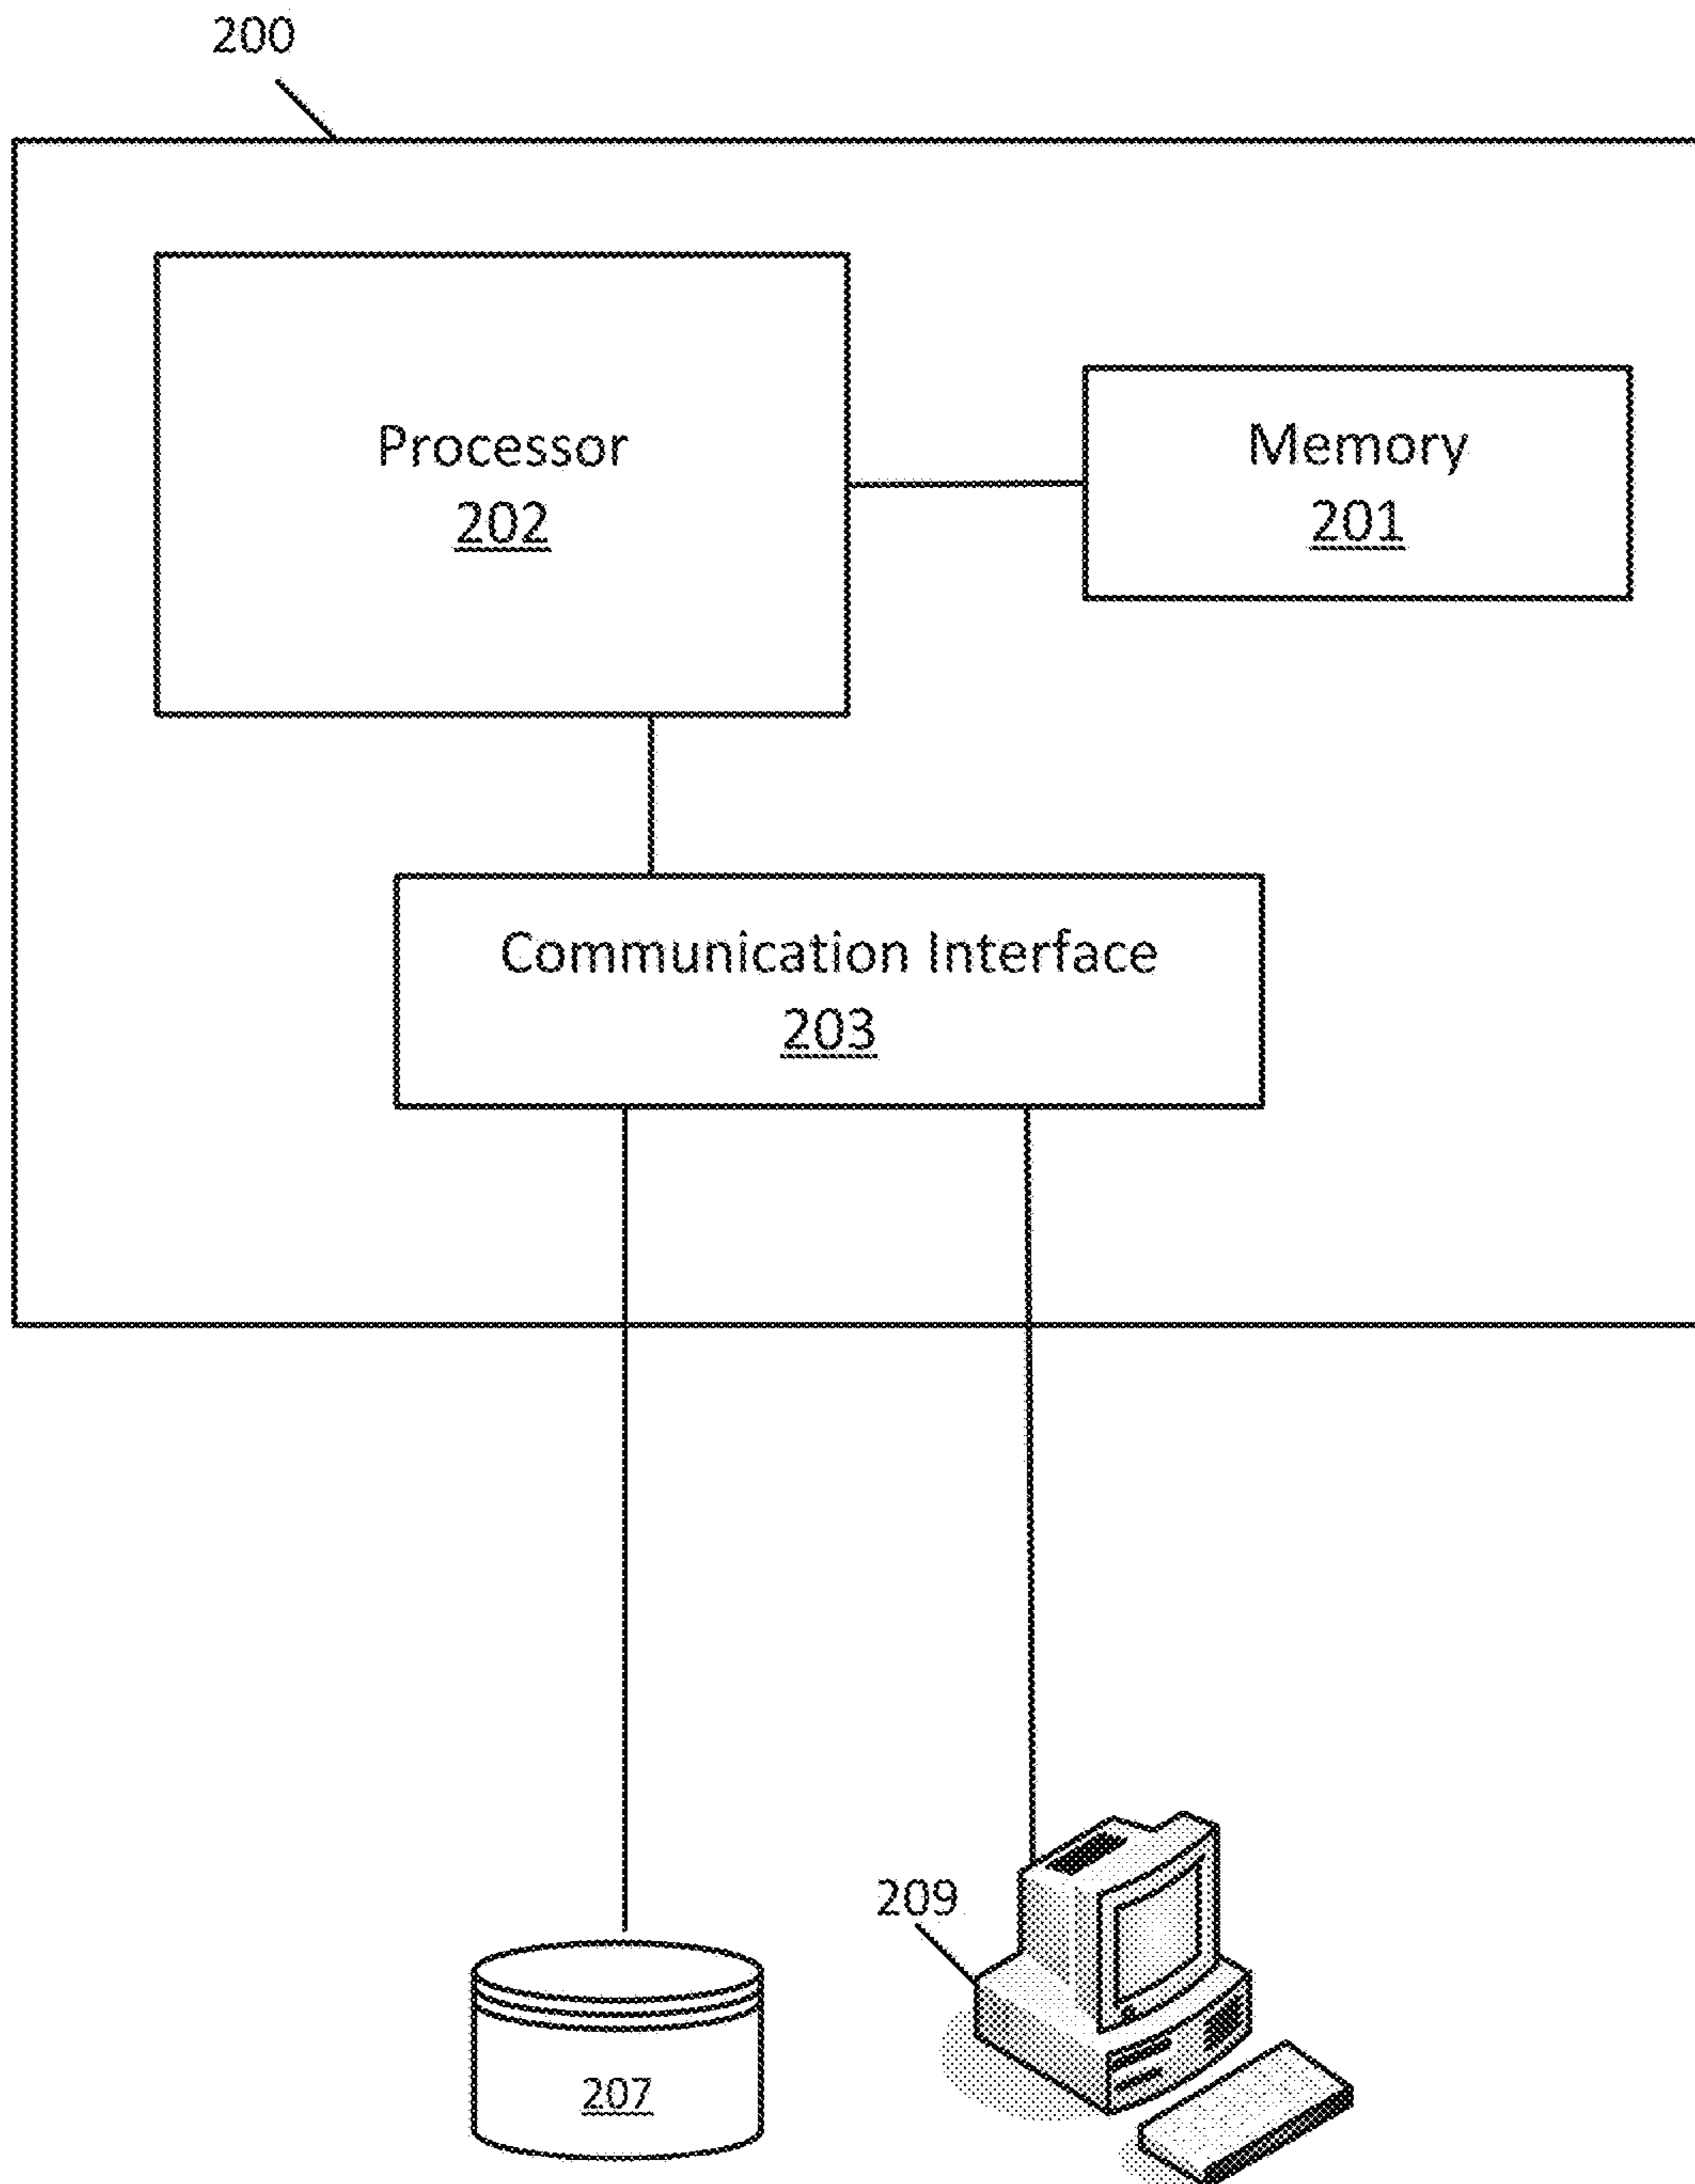 200
Processor
202
Memory
201
Communication Interface
203
209
207